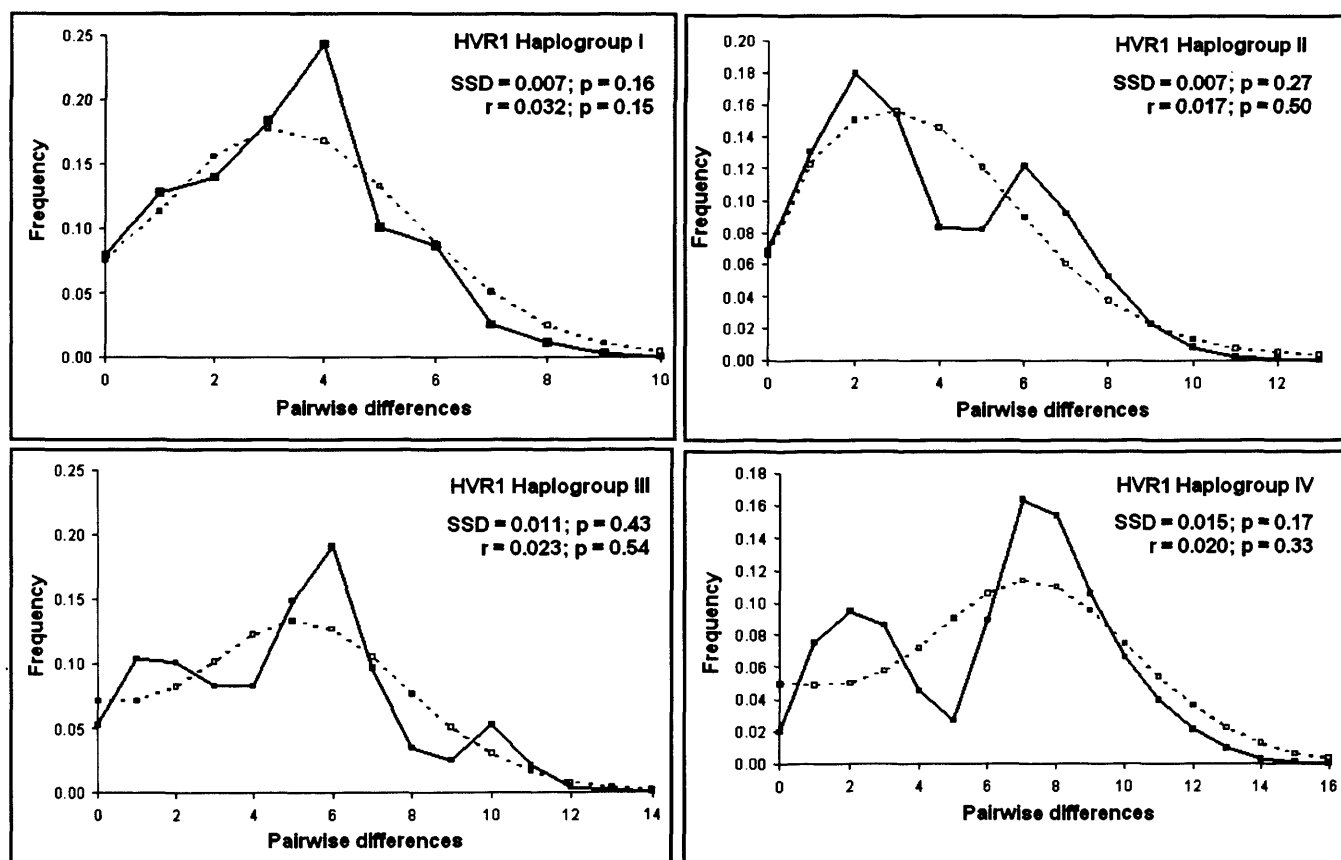 HVR1 Haplogroup I
SSD = 0.007; p = 0.16
r = 0.032; p = 0.15
Frequency
0.25
0.20
0.15
0.10
0.05
0.00
0 2 4 6 8 10
Pairwise differences
HVR1 Haplogroup II
SSD = 0.007; p = 0.27
r = 0.017; p = 0.50
Frequency
0.20
0.18
0.16
0.14
0.12
0.10
0.08
0.06
0.04
0.02
0.00
0 2 4 6 8 10 12
Pairwise differences
HVR1 Haplogroup III
SSD = 0.011; p = 0.43
r = 0.023; p = 0.54
Frequency
0.25
0.20
0.15
0.10
0.05
0.00
0 2 4 6 8 10 12 14
Pairwise differences
HVR1 Haplogroup IV
SSD = 0.015; p = 0.17
r = 0.020; p = 0.33
Frequency
0.18
0.16
0.14
0.12
0.10
0.08
0.06
0.04
0.02
0.00
0 2 4 6 8 10 12 14 16
Pairwise differences